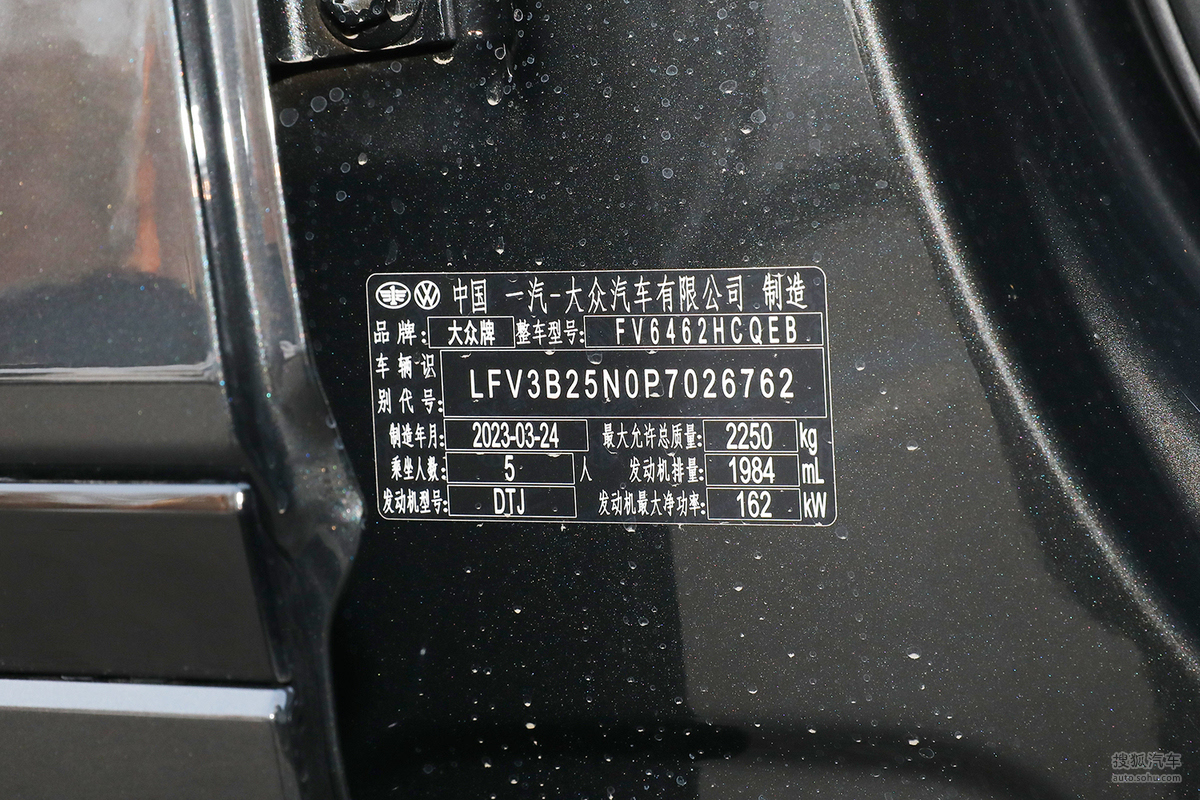 中国 一汽-大众汽车有限公司 制造
品牌: 大众牌 整车型号: FV6462HCQEB
车辆识别代号: LFV3B25N0P7026762
制造年月: 2023-03-24 最大允许总质量: 2250 kg
乘坐人数: 5 人 发动机排量: 1984 mL
发动机型号: DTJ 发动机最大净功率: 162 kW
搜狐汽车
auto.sohu.com